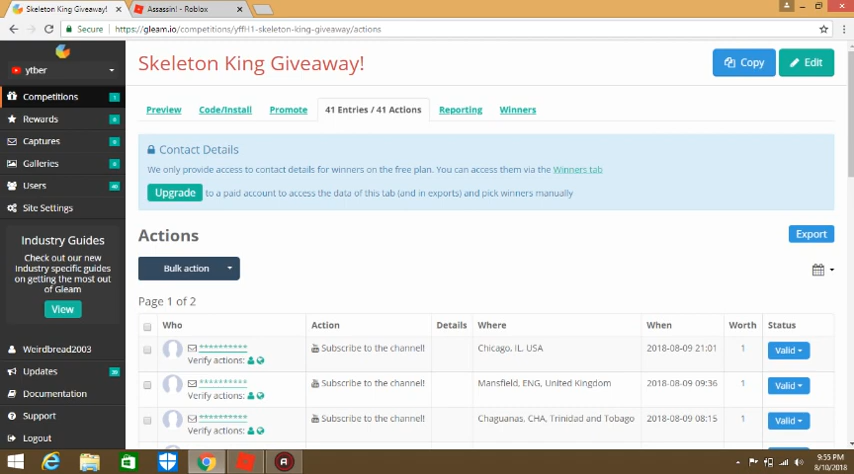 Skeleton King Giveaway! ×
Assassin! - Roblox ×
Secure https://gleam.io/competitions/yffH1-skeleton-king-giveaway/actions
ytber
Competitions 1
Rewards 0
Captures 0
Galleries 0
Users 40
Site Settings
Industry Guides
Check out our new
Industry specific guides
on getting the most out
of Gleam
View
Weirdbread2003
Updates
Documentation
Support
Logout
Skeleton King Giveaway!
Copy Edit
Preview Code/Install Promote 41 Entries / 41 Actions Reporting Winners
Contact Details
We only provide access to contact details for winners on the free plan. You can access them via the Winners tab
Upgrade to a paid account to access the data of this tab (and in exports) and pick winners manually
Actions Export
Bulk action
Page 1 of 2
Who Action Details Where When Worth Status
********** Subscribe to the channel! Chicago, IL, USA 2018-08-09 21:01 1 Valid
Verify actions:
********** Subscribe to the channel! Mansfield, ENG, United Kingdom 2018-08-09 09:36 1 Valid
Verify actions:
********** Subscribe to the channel! Chaguanas, CHA, Trinidad and Tobago 2018-08-09 08:15 1 Valid
Verify actions:
9:55 PM
8/10/2018